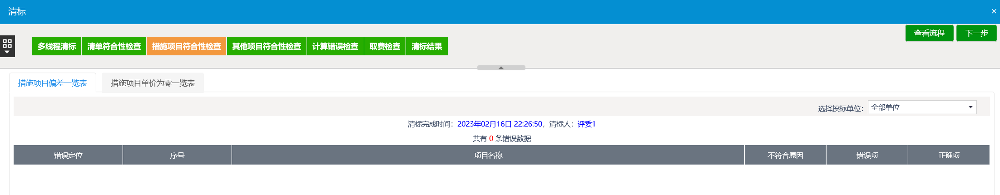 清标
查看流程 下一步
多线程清标 清单符合性检查 措施项目符合性检查 其他项目符合性检查 计算错误检查 取费检查 清标结果
措施项目偏差一览表 措施项目单价为零一览表
选择投标单位： 全部单位
清标完成时间：2023年02月16日 22:26:50，清标人：评委1
共有 0 条错误数据
错误定位 序号 项目名称 不符合原因 错误项 正确项